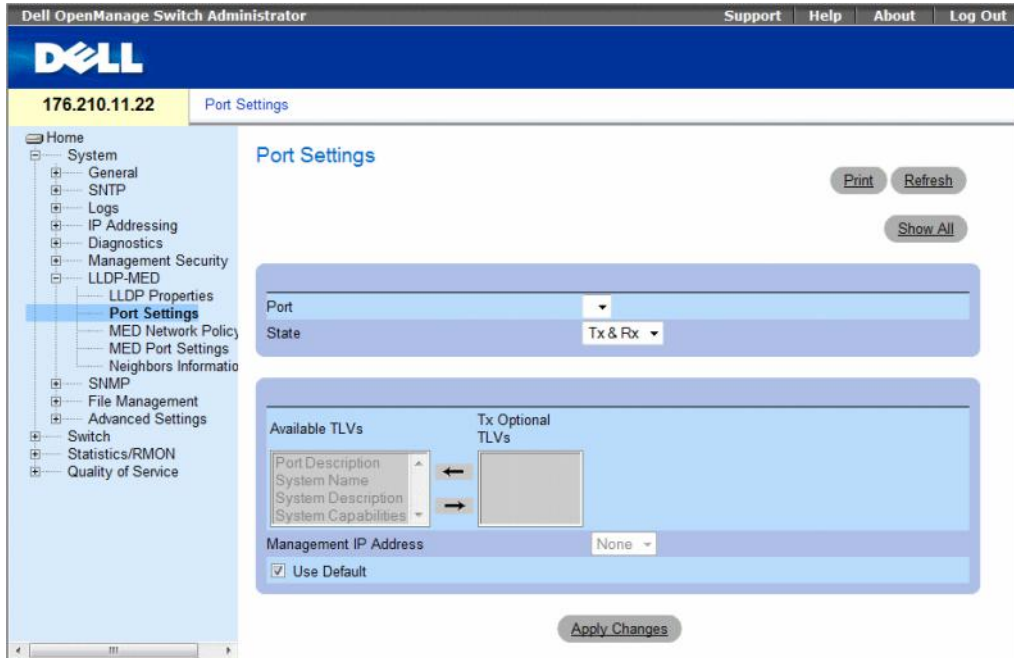 Dell OpenManage Switch Administrator
Support Help About Log Out
DELL
176.210.11.22
Port Settings
Home
System
General
SNTP
Logs
IP Addressing
Diagnostics
Management Security
LLDP-MED
LLDP Properties
Port Settings
MED Network Policy
MED Port Settings
Neighbors Informatio
SNMP
File Management
Advanced Settings
Switch
Statistics/RMON
Quality of Service
Port Settings
Print Refresh
Show All
Port
State Tx & Rx
Available TLVs
Tx Optional
TLVs
Port Description
System Name
System Description
System Capabilities
Management IP Address None
Use Default
Apply Changes